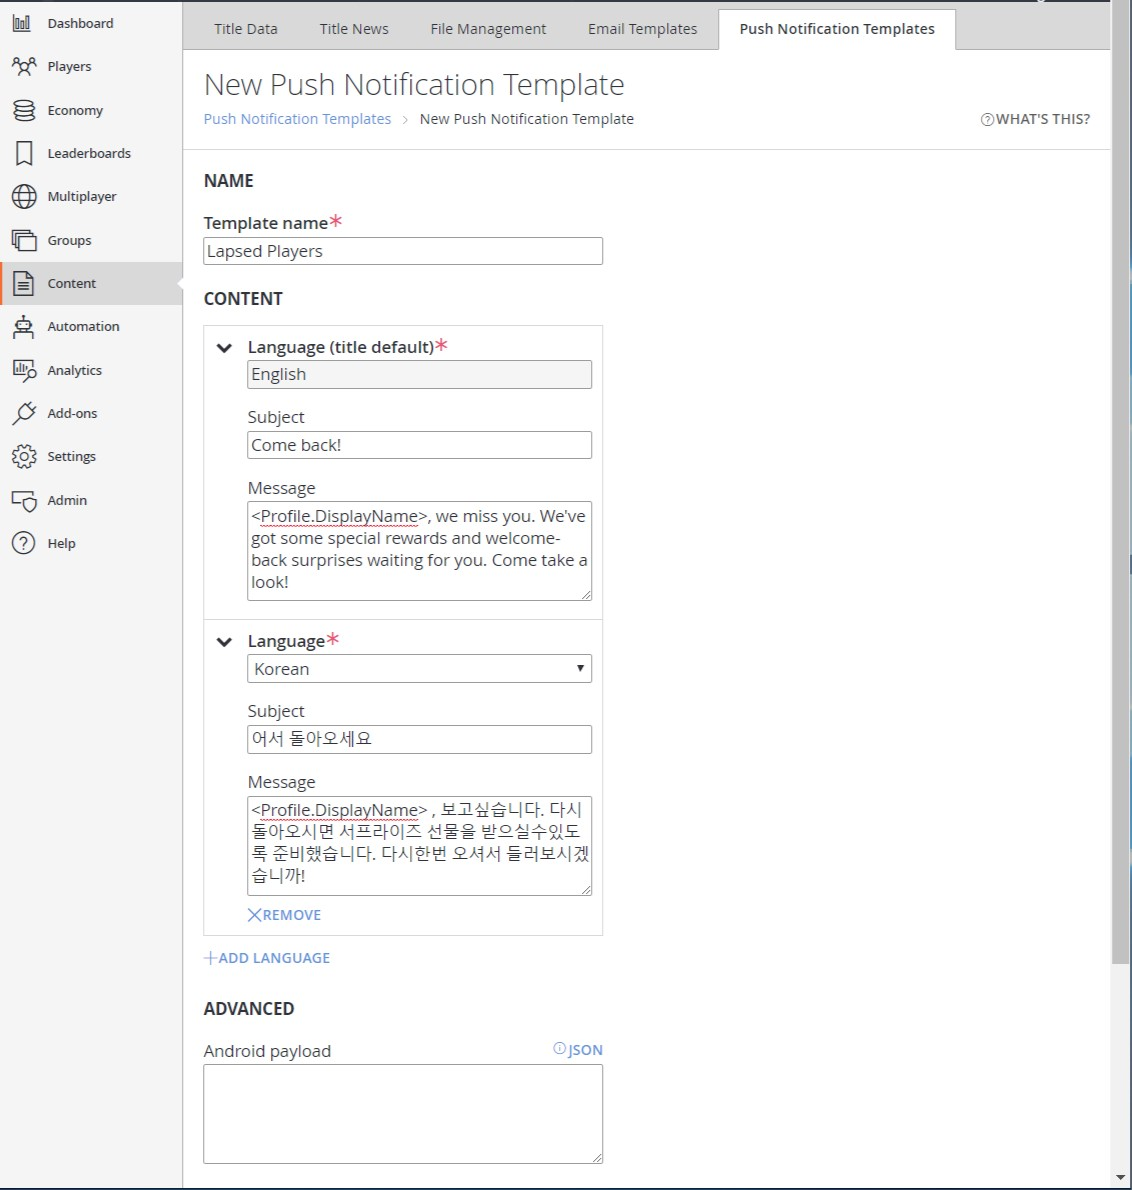 Dashboard
Players
Economy
Leaderboards
Multiplayer
Groups
Content
Automation
Analytics
Add-ons
Settings
Admin
Help
Title Data
Title News
File Management
Email Templates
Push Notification Templates
New Push Notification Template
Push Notification Templates > New Push Notification Template
WHAT'S THIS?
NAME
Template name*
Lapsed Players
CONTENT
Language (title default)*
English
Subject
Come back!
Message
<Profile.DisplayName>, we miss you. We've
got some special rewards and welcome-
back surprises waiting for you. Come take a
look!
Language*
Korean
Subject
어서 돌아오세요
Message
<Profile.DisplayName> , 보고싶습니다. 다시
돌아오시면 서프라이즈 선물을 받으실수있도
록 준비했습니다. 다시한번 오셔서 들러보시겠
습니까!
REMOVE
ADD LANGUAGE
ADVANCED
Android payload
JSON